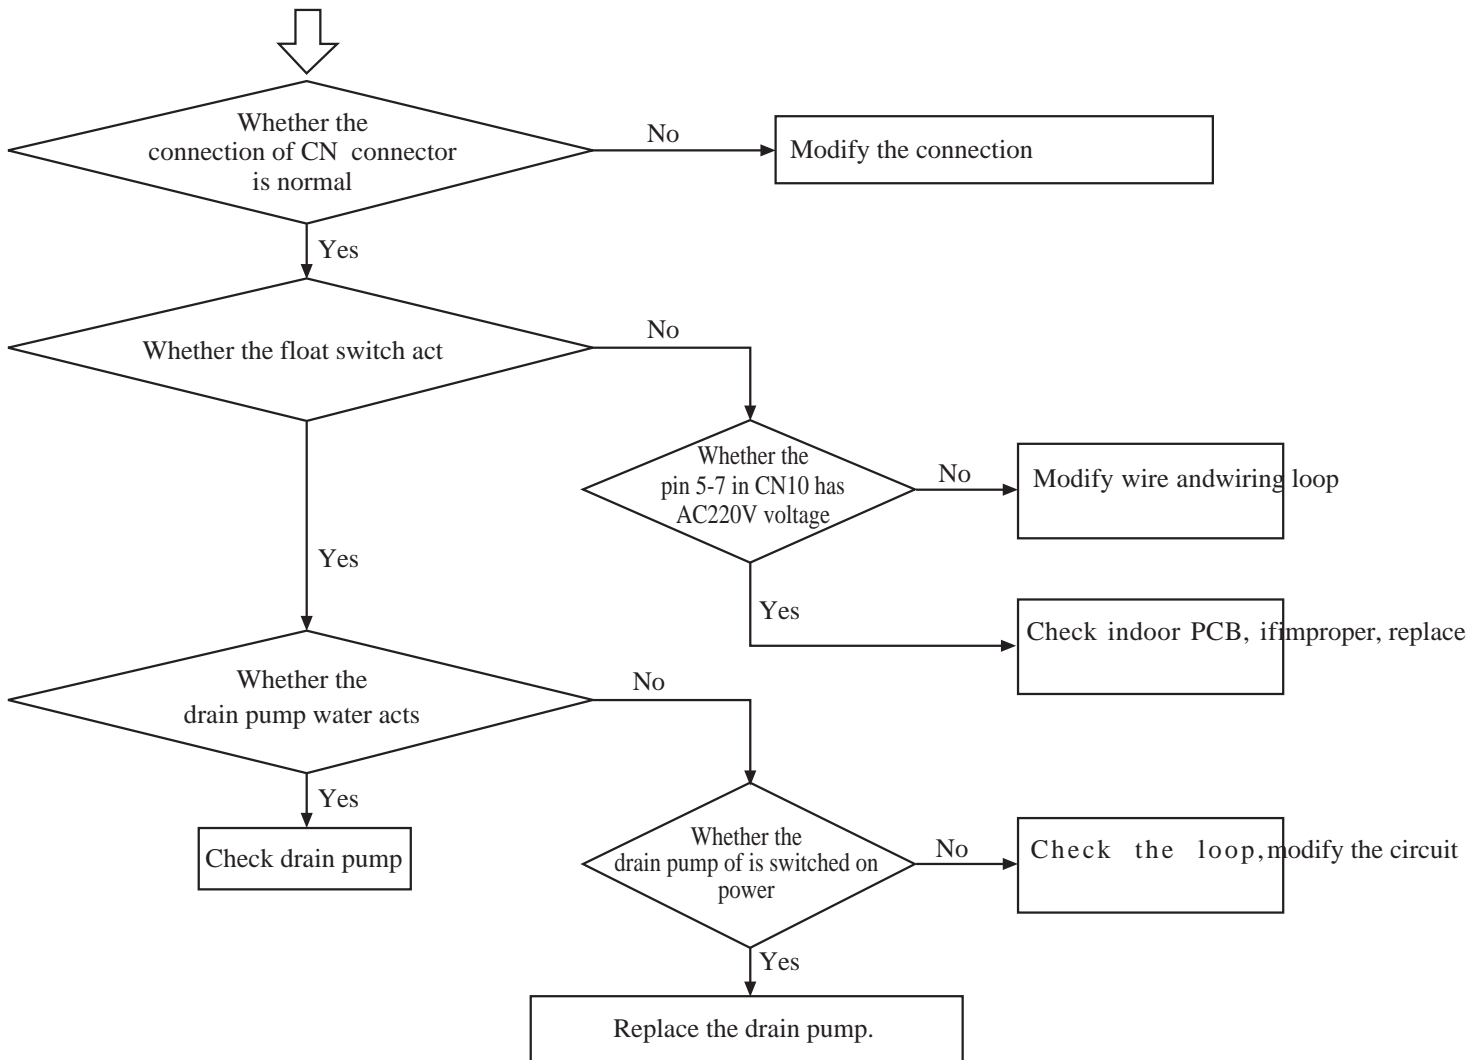 Whether the
connection of CN connector
is normal
No
Modify the connection
Yes
Whether the float switch act
No
Whether the
pin 5-7 in CN10 has
AC220V voltage
No
Modify wire andwiring loop
Yes
Yes
Check indoor PCB, ifimproper, replace
Whether the
drain pump water acts
No
Yes
Check drain pump
Whether the
drain pump of is switched on
power
No
Check the loop,modify the circuit
Yes
Replace the drain pump.